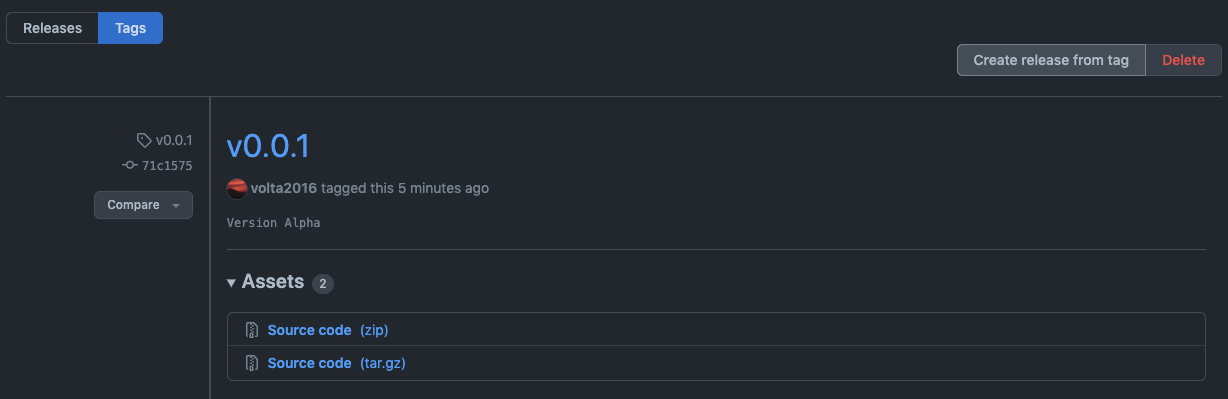 Releases Tags
Create release from tag Delete
v0.0.1
71c1575
Compare
v0.0.1
volta2016 tagged this 5 minutes ago
Version Alpha
Assets 2
Source code (zip)
Source code (tar.gz)